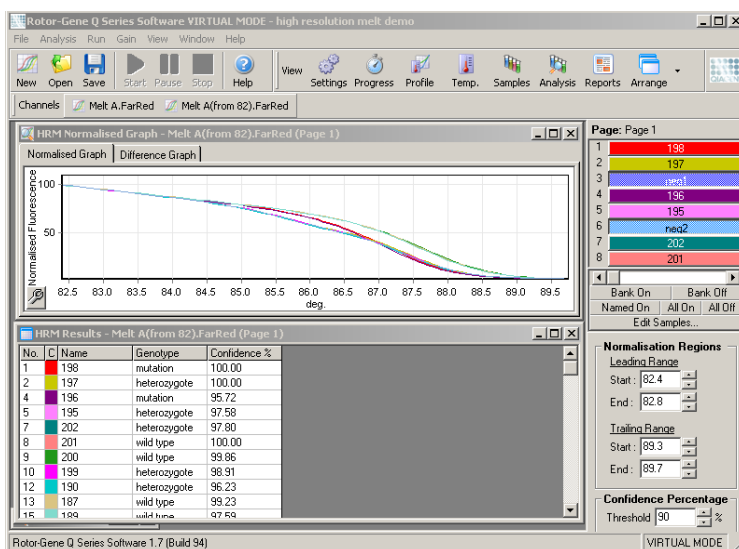 Rotor-Gene Q Series Software VIRTUAL MODE - high resolution melt demo
File Analysis Run Gain View Window Help
New Open Save Start Pause Stop Help View Settings Progress Profile Temp. Samples Analysis Reports Arrange
Channels Melt A.FarRed Melt A(from 82).FarRed
HRM Normalised Graph - Melt A(from 82).FarRed (Page 1)
Normalised Graph Difference Graph
Normalised Fluorescence
100
50
82.5 83.0 83.5 84.0 84.5 85.0 85.5 86.0 86.5 87.0 87.5 88.0 88.5 89.0 89.5
deg.
HRM Results - Melt A(from 82).FarRed (Page 1)
No. C Name Genotype Confidence %
1 198 mutation 100.00
2 197 heterozygote 100.00
4 196 mutation 95.72
5 195 heterozygote 97.58
7 202 heterozygote 97.80
8 201 wild type 100.00
9 200 wild type 99.86
10 199 heterozygote 98.91
12 190 heterozygote 96.23
13 187 wild type 99.23
15 189 wild type 97.59
Page: Page 1
1 198
2 197
3 neg1
4 196
5 195
6 neg2
7 202
8 201
Bank On Bank Off
Named On All On All Off
Edit Samples...
Normalisation Regions
Leading Range
Start : 82.4
End : 82.8
Trailing Range
Start : 89.3
End : 89.7
Confidence Percentage
Threshold 90 %
Rotor-Gene Q Series Software 1.7 (Build 94) VIRTUAL MODE